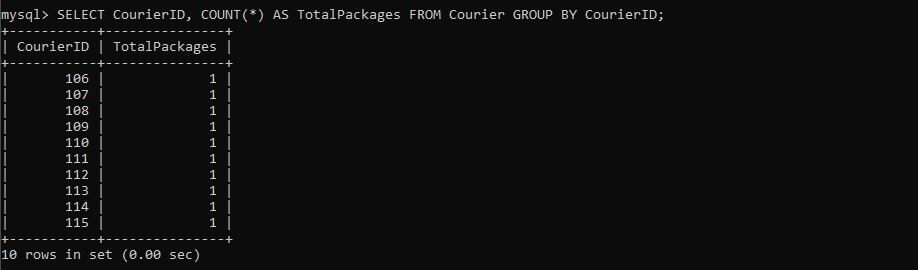 mysql> SELECT CourierID, COUNT(*) AS TotalPackages FROM Courier GROUP BY CourierID;
+-----------+---------------+
| CourierID | TotalPackages |
+-----------+---------------+
|       106 |             1 |
|       107 |             1 |
|       108 |             1 |
|       109 |             1 |
|       110 |             1 |
|       111 |             1 |
|       112 |             1 |
|       113 |             1 |
|       114 |             1 |
|       115 |             1 |
+-----------+---------------+
10 rows in set (0.00 sec)